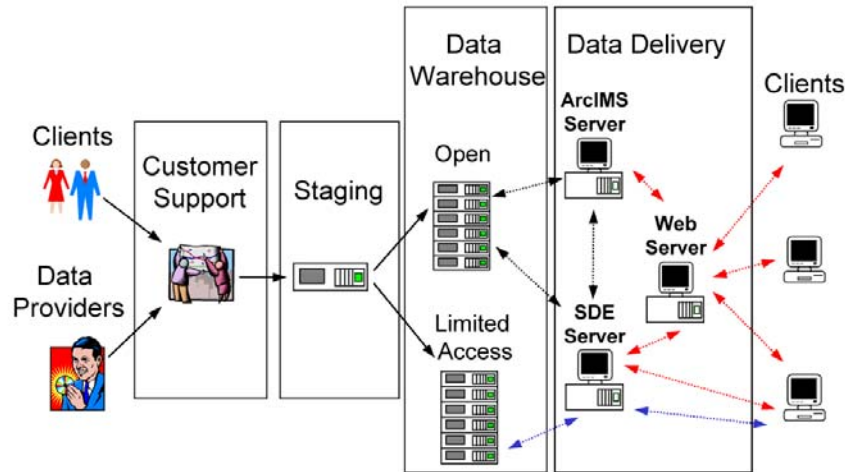 Clients
Data
Providers
Customer
Support
Staging
Data
Warehouse
Open
Limited
Access
Data Delivery
ArcIMS
Server
Web
Server
SDE
Server
Clients